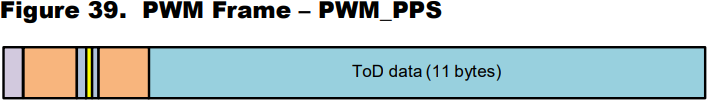 Figure 39. PWM Frame – PWM_PPS
ToD data (11 bytes)